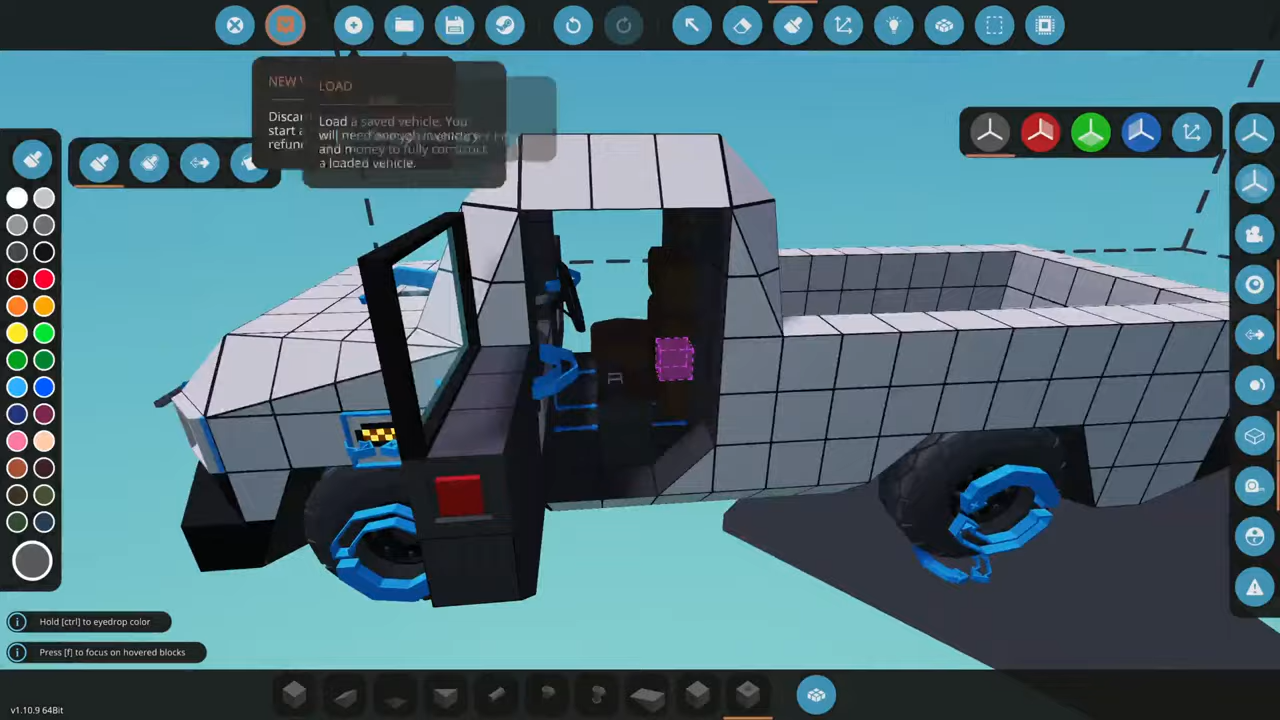 NEW
LOAD
Discar
start a
refun
Load a saved vehicle. You
will need enough inventory
and money to fully construct
a loaded vehicle.
Hold [ctrl] to eyedrop color
Press [f] to focus on hovered blocks
v1.10.9 64Bit